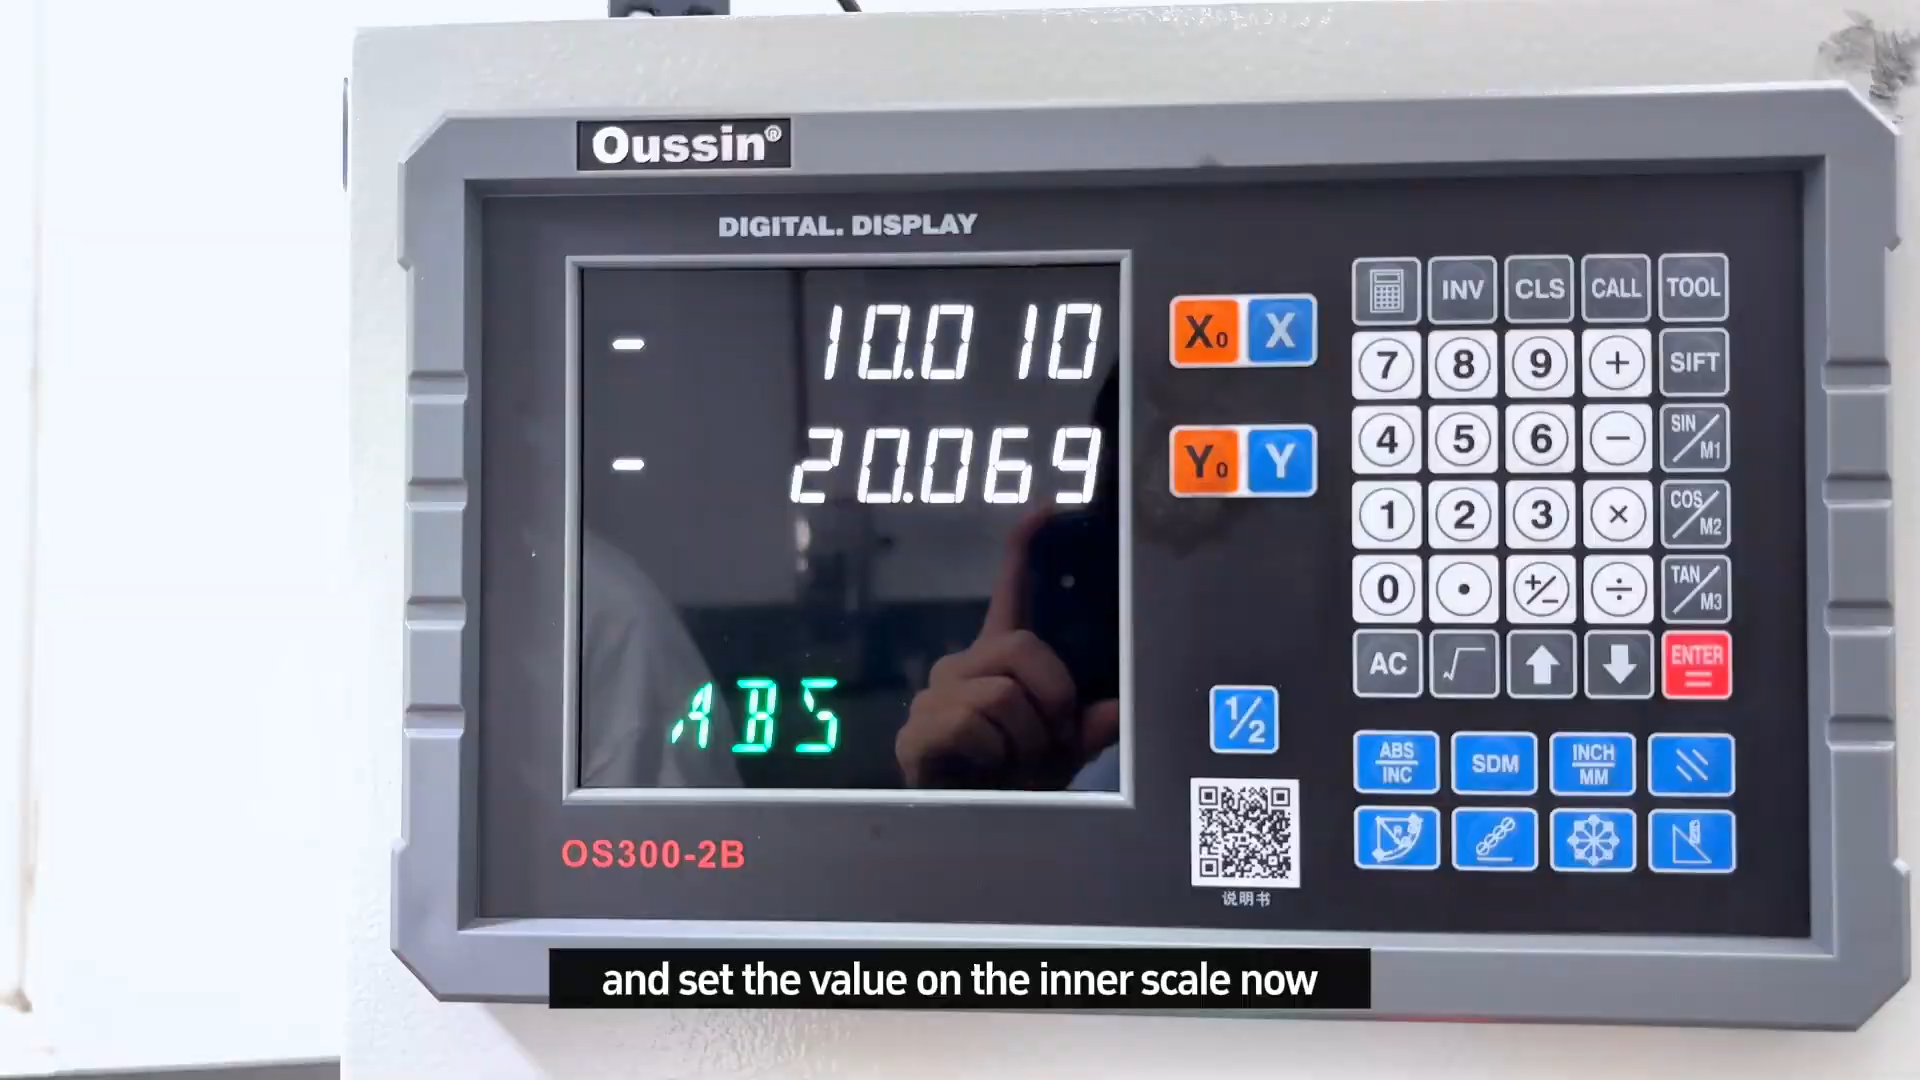 Oussin®
DIGITAL. DISPLAY
- 10.010
- 20.069
ABS
OS300-2B
X0 X
Y0 Y
1/2
说明书
INV CLS CALL TOOL
7 8 9 + SIFT
4 5 6 − SIN/M1
1 2 3 × COS/M2
0 • +/− ÷ TAN/M3
AC √ ENTER =
ABS/INC SDM INCH/MM
and set the value on the inner scale now